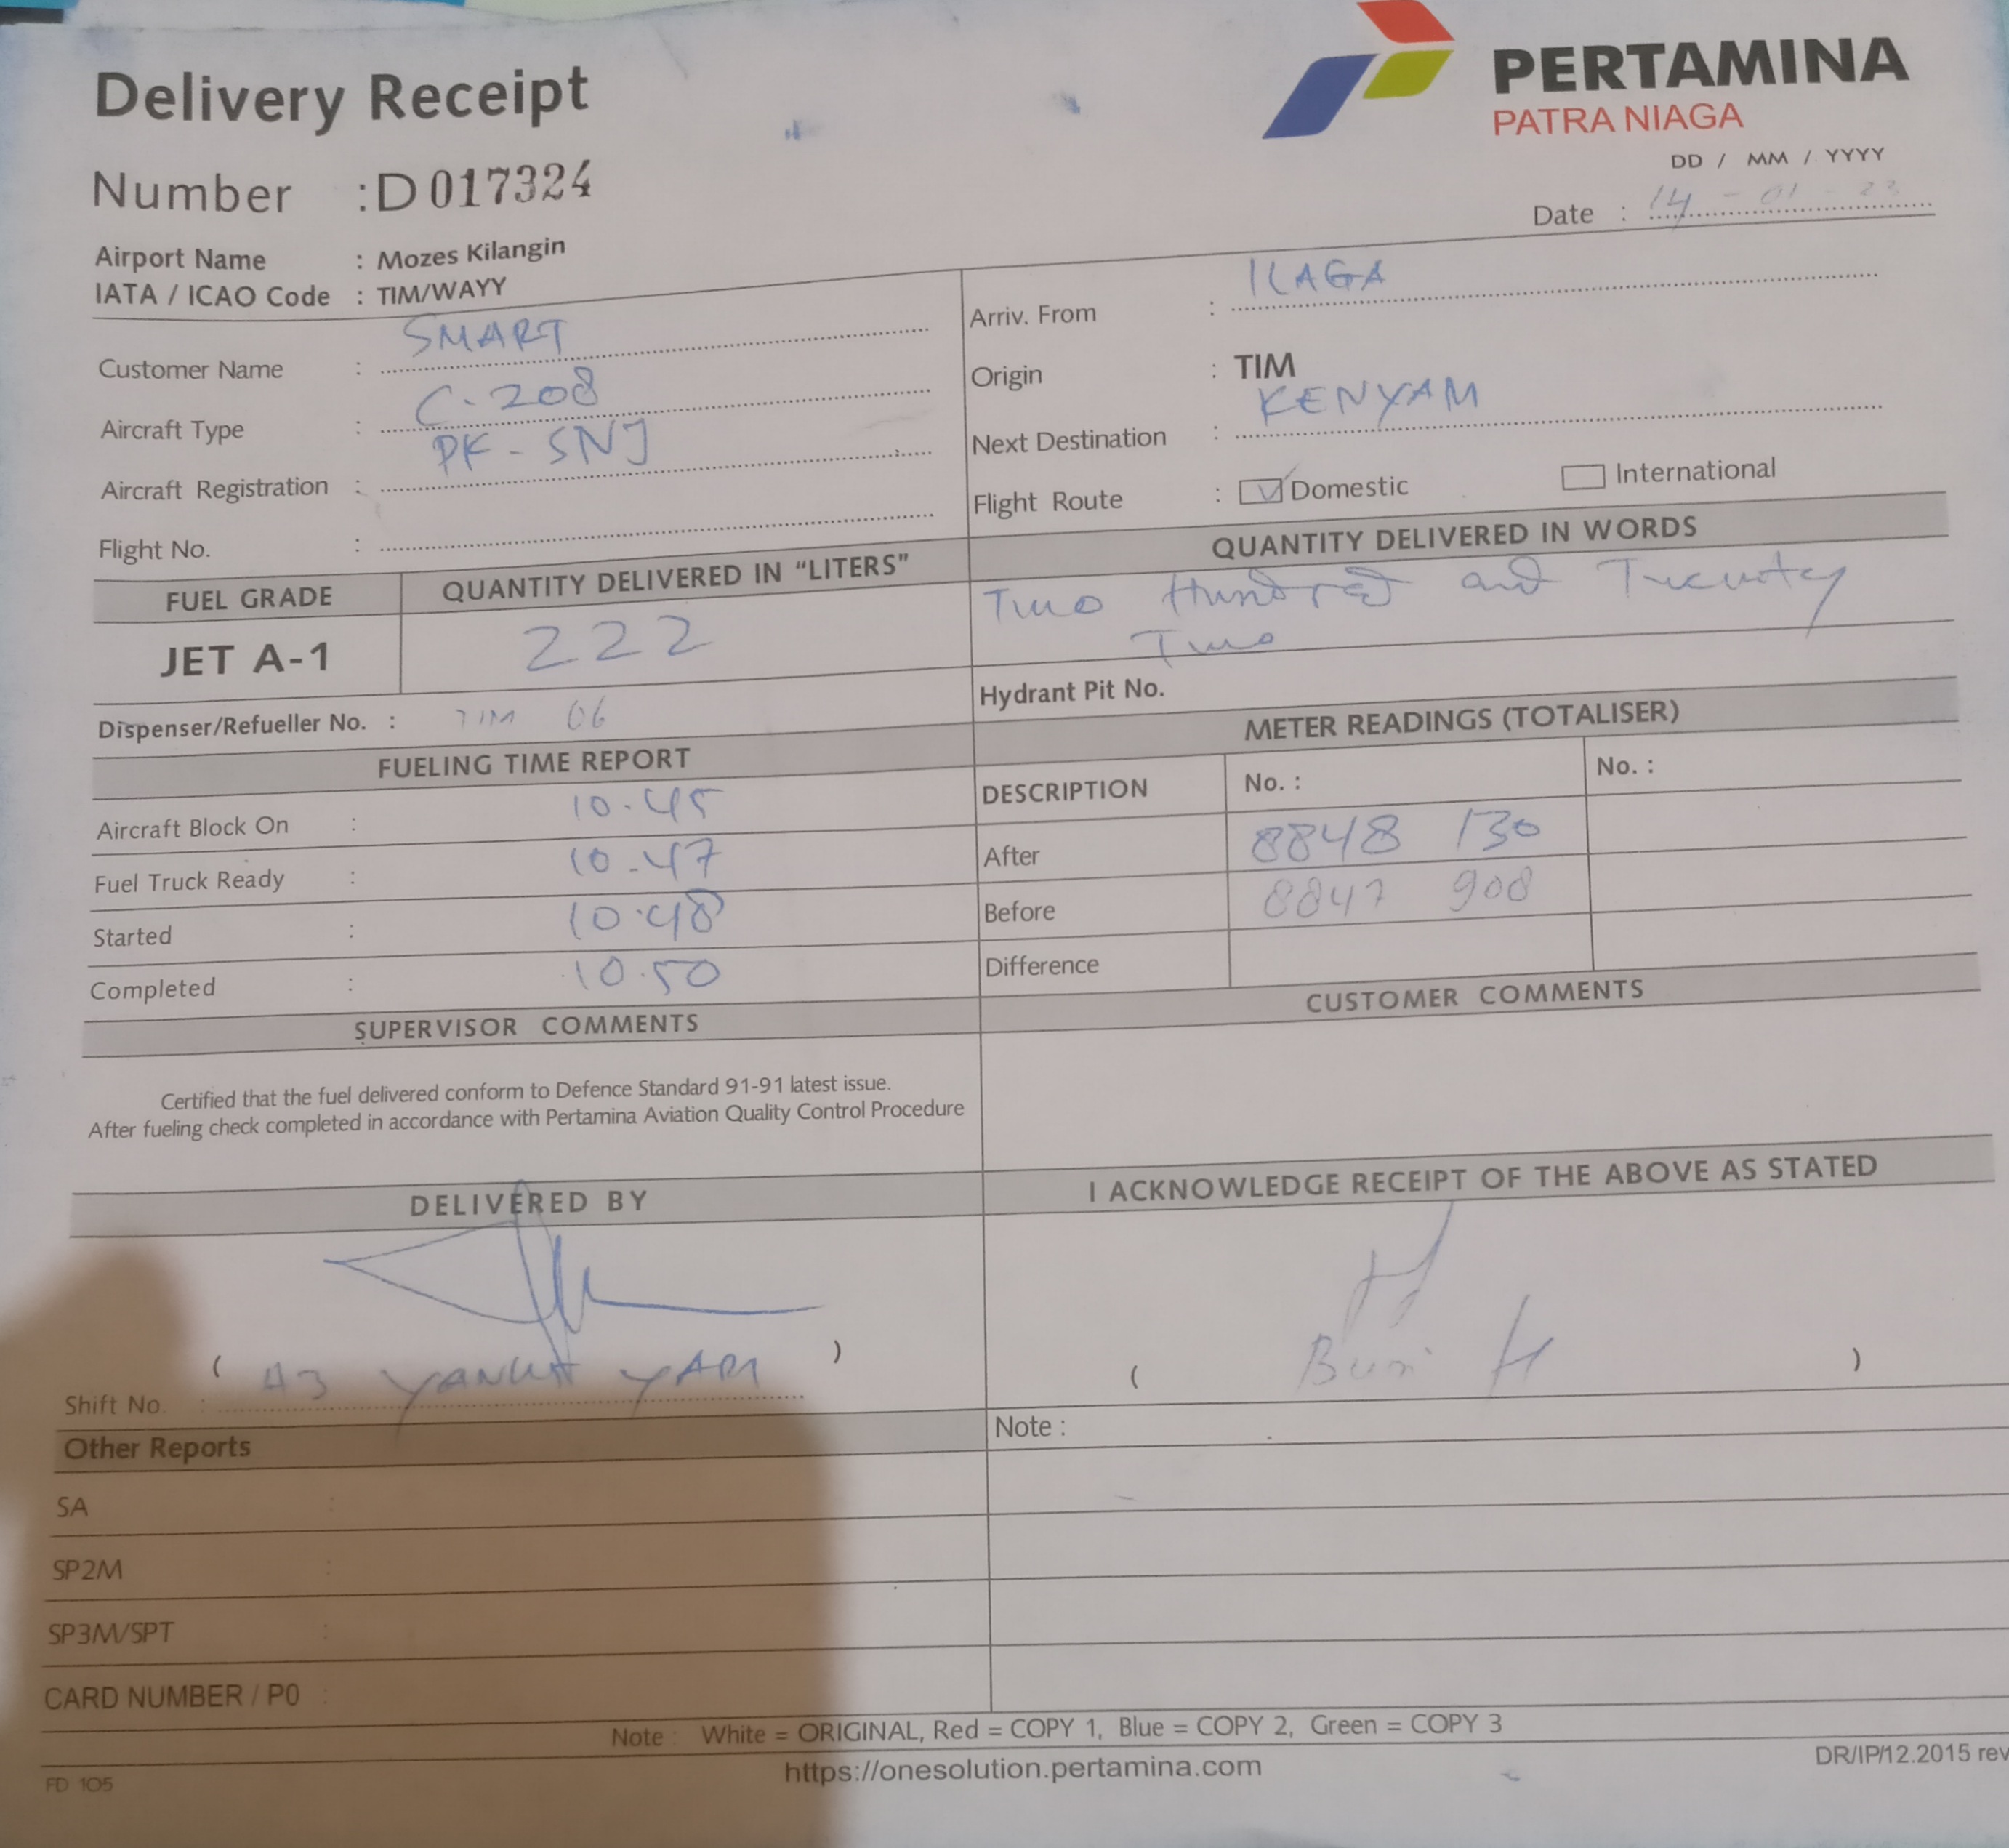 Delivery Receipt
PERTAMINA
PATRA NIAGA
Number : D 017324
DD / MM / YYYY
Date : 14 - 01 - 23
Airport Name : Mozes Kilangin
IATA / ICAO Code : TIM/WAYY
Customer Name : SMART
Aircraft Type : C-208
Aircraft Registration : PK-SNJ
Flight No. :
Arriv. From : ILAGA
Origin : TIM
Next Destination : KENYAM
Flight Route : Domestic International
FUEL GRADE QUANTITY DELIVERED IN "LITERS" QUANTITY DELIVERED IN WORDS
JET A-1 222 Two Hundred and Twenty
Two
Dispenser/Refueller No. : TIM 06
Hydrant Pit No.
FUELING TIME REPORT
Aircraft Block On : 10.45
Fuel Truck Ready : 10.47
Started : 10.48
Completed : 10.50
METER READINGS (TOTALISER)
DESCRIPTION No. : No. :
After 8848 130
Before 8847 908
Difference
SUPERVISOR COMMENTS
Certified that the fuel delivered conform to Defence Standard 91-91 latest issue.
After fueling check completed in accordance with Pertamina Aviation Quality Control Procedure
CUSTOMER COMMENTS
DELIVERED BY
( )
Shift No. :
I ACKNOWLEDGE RECEIPT OF THE ABOVE AS STATED
( )
Other Reports
SA :
SP2M :
SP3M/SPT :
CARD NUMBER / P0 :
Note :
Note : White = ORIGINAL, Red = COPY 1, Blue = COPY 2, Green = COPY 3
https://onesolution.pertamina.com
FD 105
DR/IP/12.2015 rev